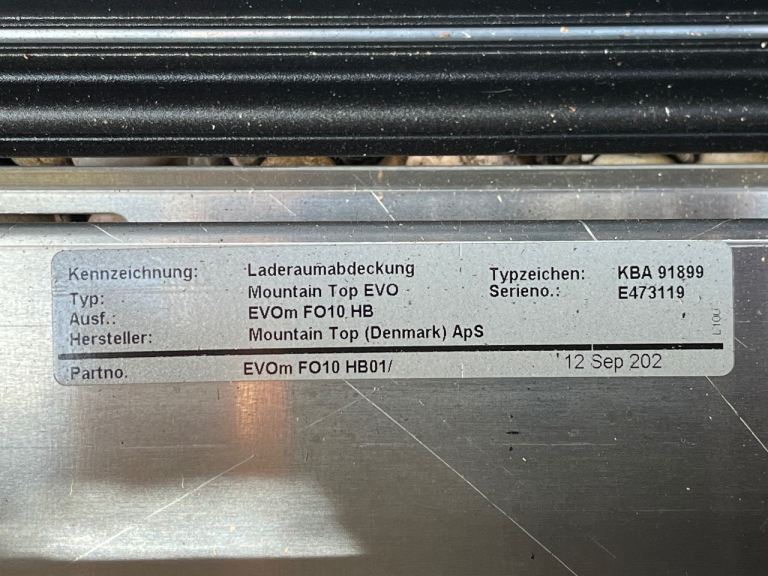 Kennzeichnung: Laderaumabdeckung Typzeichen: KBA 91899
Typ: Mountain Top EVO Serieno.: E473119
Ausf.: EVOm FO10 HB
Hersteller: Mountain Top (Denmark) ApS
Partno. EVOm FO10 HB01/ 12 Sep 202
L10U